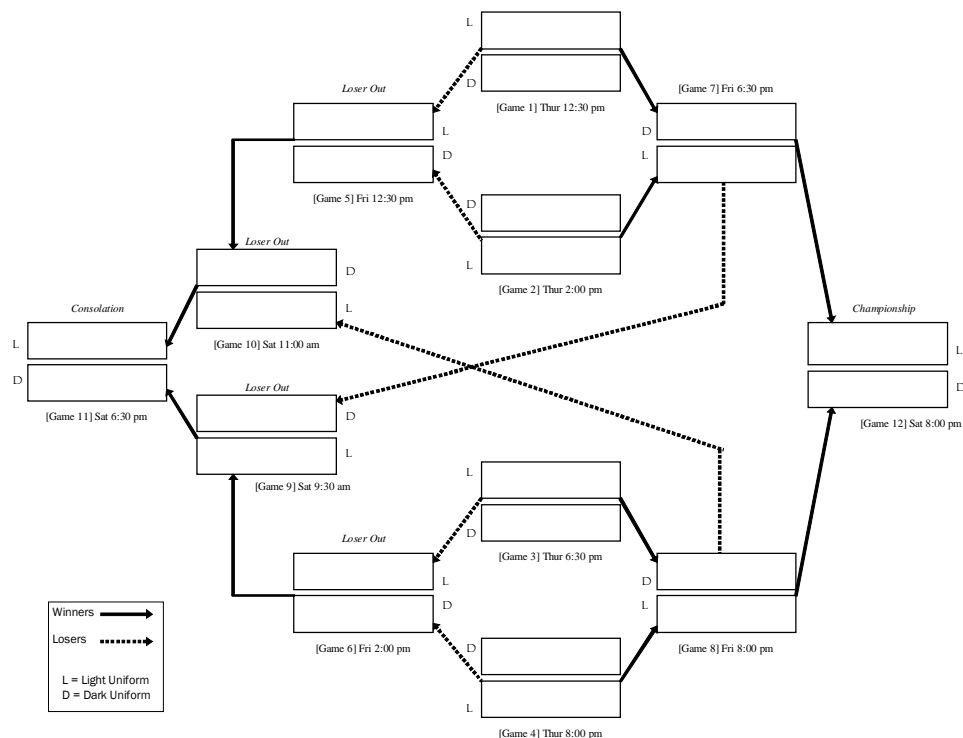 L
D
[Game 1] Thur 12:30 pm
Loser Out
L
D
[Game 5] Fri 12:30 pm
[Game 7] Fri 6:30 pm
D
L
D
L
[Game 2] Thur 2:00 pm
Loser Out
D
L
[Game 10] Sat 11:00 am
Consolation
L
D
[Game 11] Sat 6:30 pm
Loser Out
D
L
[Game 9] Sat 9:30 am
Championship
L
D
[Game 12] Sat 8:00 pm
L
D
[Game 3] Thur 6:30 pm
Loser Out
L
D
[Game 6] Fri 2:00 pm
D
L
[Game 8] Fri 8:00 pm
D
L
[Game 4] Thur 8:00 pm
Winners
Losers
L = Light Uniform
D = Dark Uniform